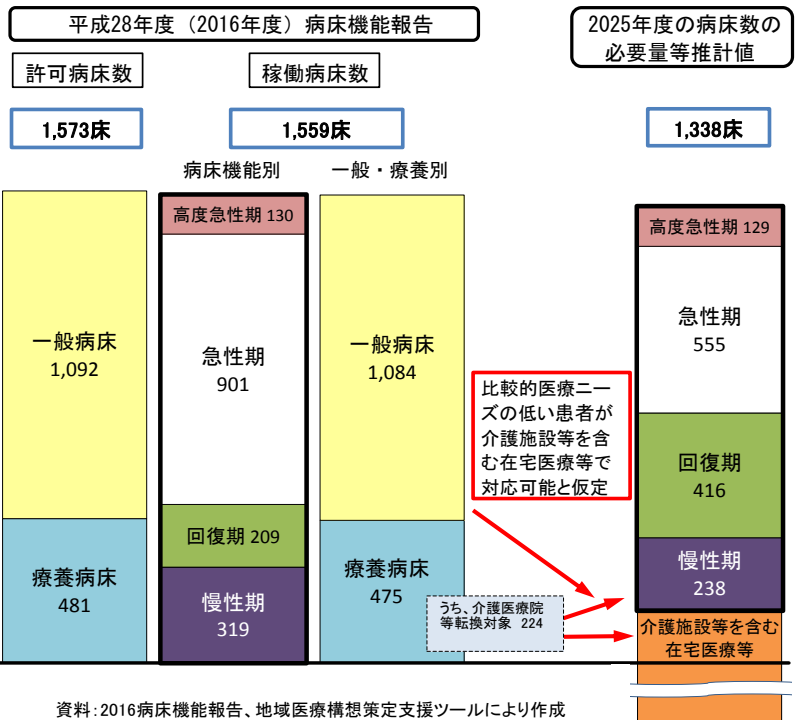 平成28年度（2016年度）病床機能報告
2025年度の病床数の
必要量等推計値
許可病床数
稼働病床数
1,573床
1,559床
1,338床
病床機能別
一般・療養別
一般病床
1,092
療養病床
481
高度急性期 130
急性期
901
回復期 209
慢性期
319
一般病床
1,084
療養病床
475
比較的医療ニー
ズの低い患者が
介護施設等を含
む在宅医療等で
対応可能と仮定
うち、介護医療院
等転換対象 224
高度急性期 129
急性期
555
回復期
416
慢性期
238
介護施設等を含む
在宅医療等
資料：2016病床機能報告、地域医療構想策定支援ツールにより作成